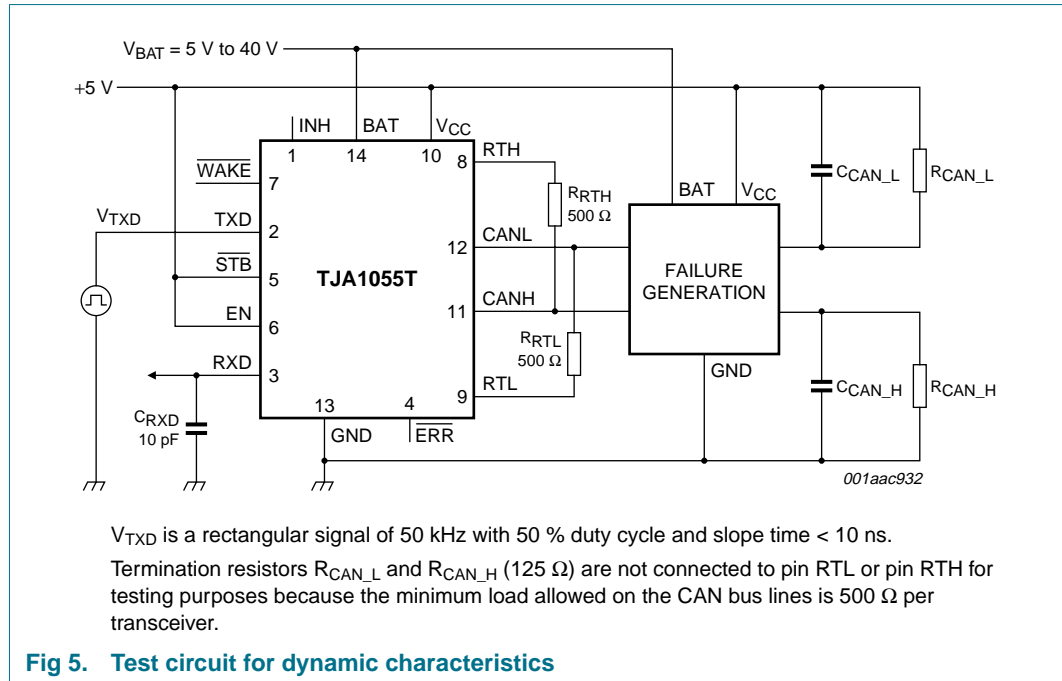 V_BAT = 5 V to 40 V
+5 V
INH
BAT
V_CC
1
14
10
8
RTH
W̅A̅K̅E̅
7
R_RTH
500 Ω
BAT
V_CC
C_CAN_L
R_CAN_L
V_TXD
TXD
2
12
CANL
S̅T̅B̅
5
TJA1055T
FAILURE
GENERATION
EN
6
11
CANH
RXD
3
R_RTL
500 Ω
9
RTL
GND
C_CAN_H
R_CAN_H
C_RXD
10 pF
13
GND
4
E̅R̅R̅
001aac932
V_TXD is a rectangular signal of 50 kHz with 50 % duty cycle and slope time < 10 ns.
Termination resistors R_CAN_L and R_CAN_H (125 Ω) are not connected to pin RTL or pin RTH for
testing purposes because the minimum load allowed on the CAN bus lines is 500 Ω per
transceiver.
Fig 5. Test circuit for dynamic characteristics